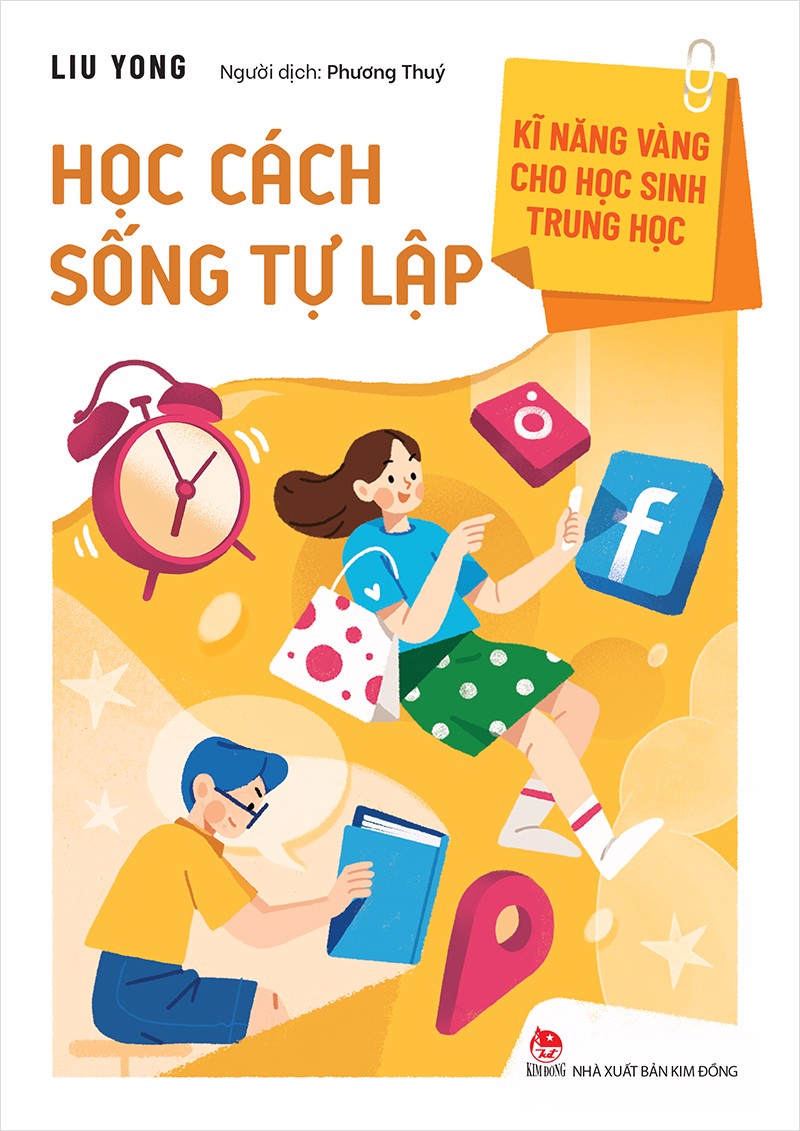 LIU YONG
Người dịch: Phương Thuý
HỌC CÁCH
SỐNG TỰ LẬP
KĨ NĂNG VÀNG
CHO HỌC SINH
TRUNG HỌC
f
KIM ĐỒNG
NHÀ XUẤT BẢN KIM ĐỒNG